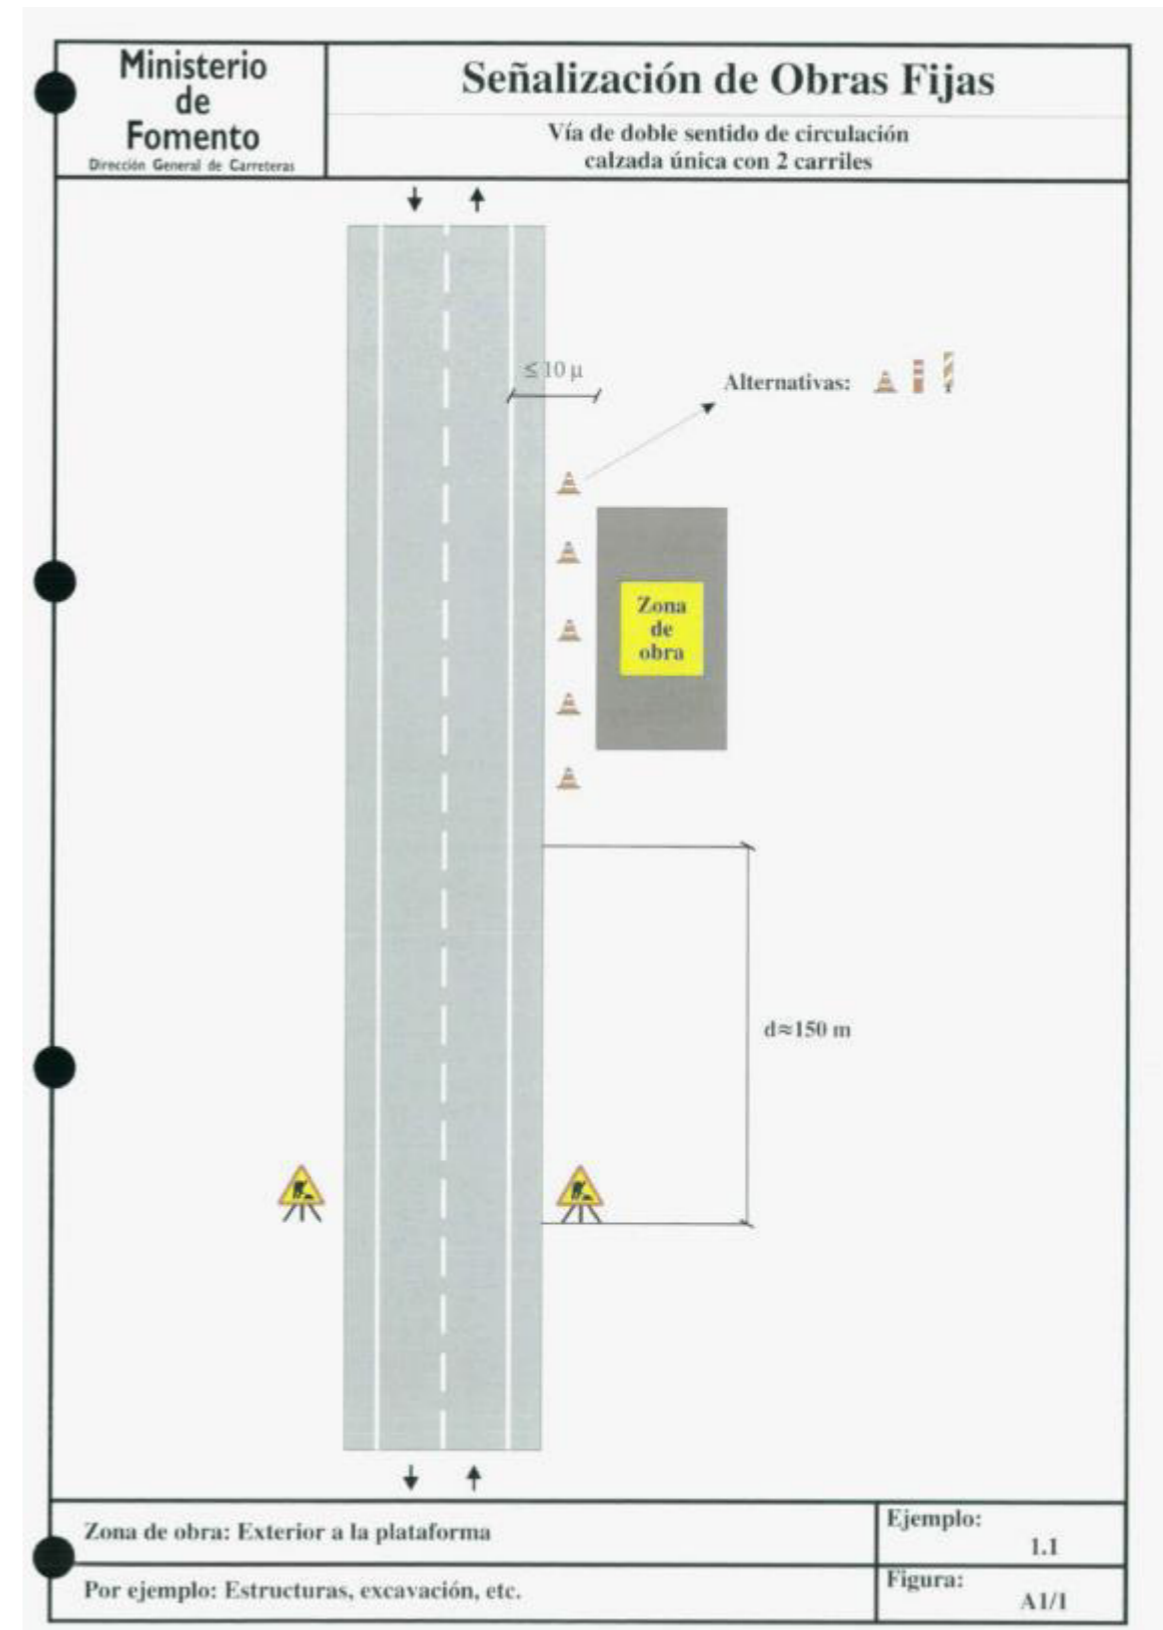 Ministerio
de
Fomento
Dirección General de Carreteras
Señalización de Obras Fijas
Vía de doble sentido de circulación
calzada única con 2 carriles
≤ 10 μ
Alternativas:
Zona
de
obra
d≈150 m
Zona de obra: Exterior a la plataforma
Ejemplo:
1.1
Por ejemplo: Estructuras, excavación, etc.
Figura:
A1/1